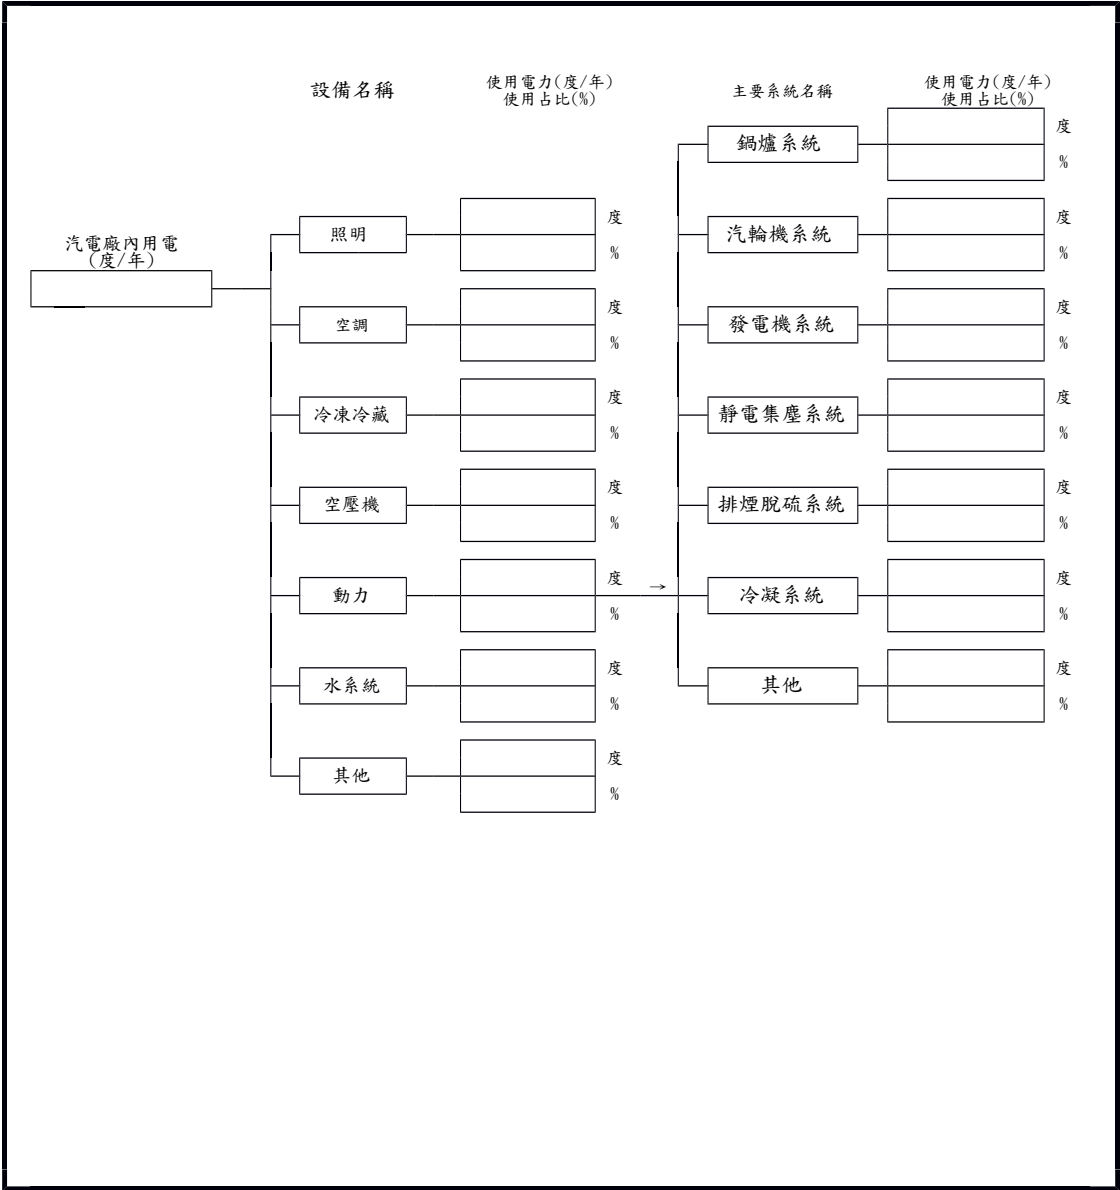 設備名稱
使用電力(度/年)
使用占比(%)
主要系統名稱
使用電力(度/年)
使用占比(%)
鍋爐系統
度
%
汽電廠內用電
(度/年)
照明
度
%
汽輪機系統
度
%
空調
度
%
發電機系統
度
%
冷凍冷藏
度
%
靜電集塵系統
度
%
空壓機
度
%
排煙脫硫系統
度
%
動力
度
%
→
冷凝系統
度
%
水系統
度
%
其他
度
%
其他
度
%